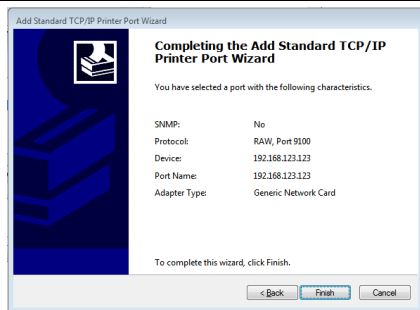 Add Standard TCP/IP Printer Port Wizard
Completing the Add Standard TCP/IP
Printer Port Wizard
You have selected a port with the following characteristics.
SNMP: No
Protocol: RAW, Port 9100
Device: 192.168.123.123
Port Name: 192.168.123.123
Adapter Type: Generic Network Card
To complete this wizard, click Finish.
< Back Finish Cancel